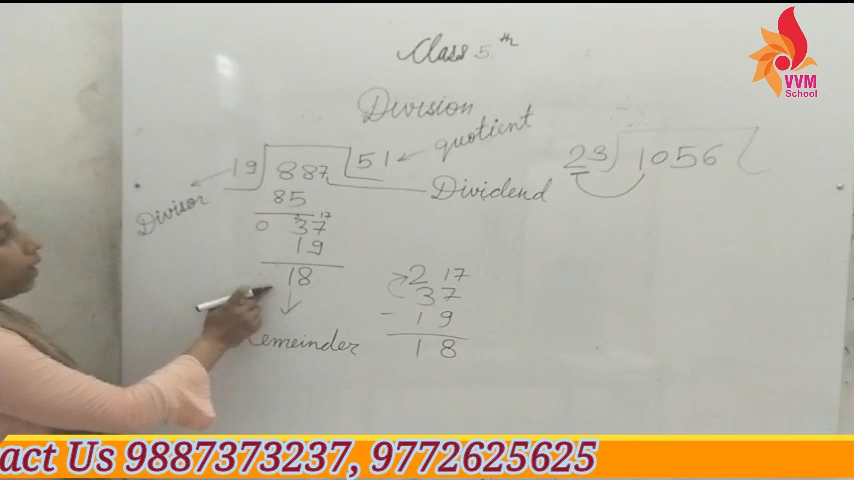 Class 5th
VVM
School
Division
quotient
19) 887 ( 51
23) 1056 (
Divisor
Dividend
85
0 37
17
19
18
2 17
37
- 19
18
Remeinder
act Us 9887373237, 9772625625